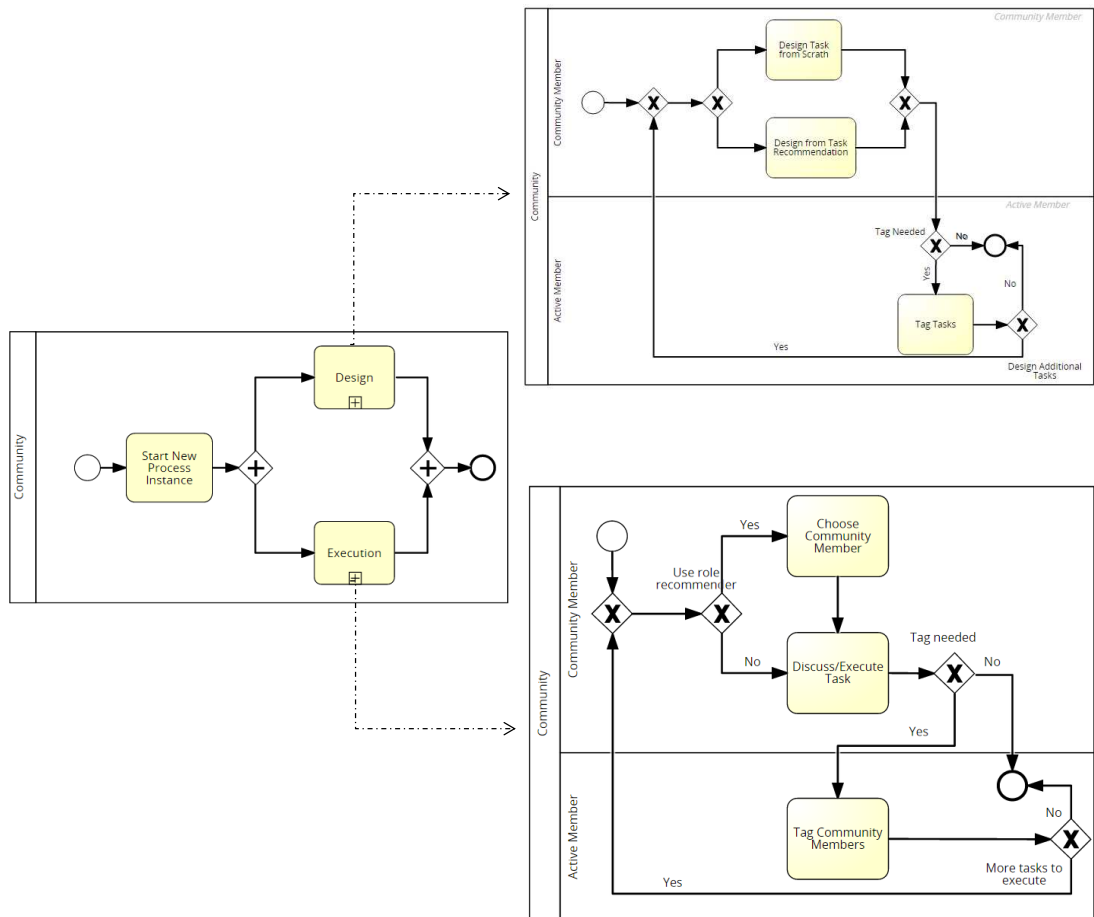 Community
Start New
Process
Instance
Design
Execution
Community
Community Member
Community Member
Design Task
from Scrath
Design from Task
Recommendation
Active Member
Active Member
Tag Needed
No
Yes
Tag Tasks
No
Yes
Design Additional
Tasks
Community
Community Member
Use role
recommender
Yes
Choose
Community
Member
No
Discuss/Execute
Task
Tag needed
No
Yes
Active Member
Tag Community
Members
No
More tasks to
execute
Yes